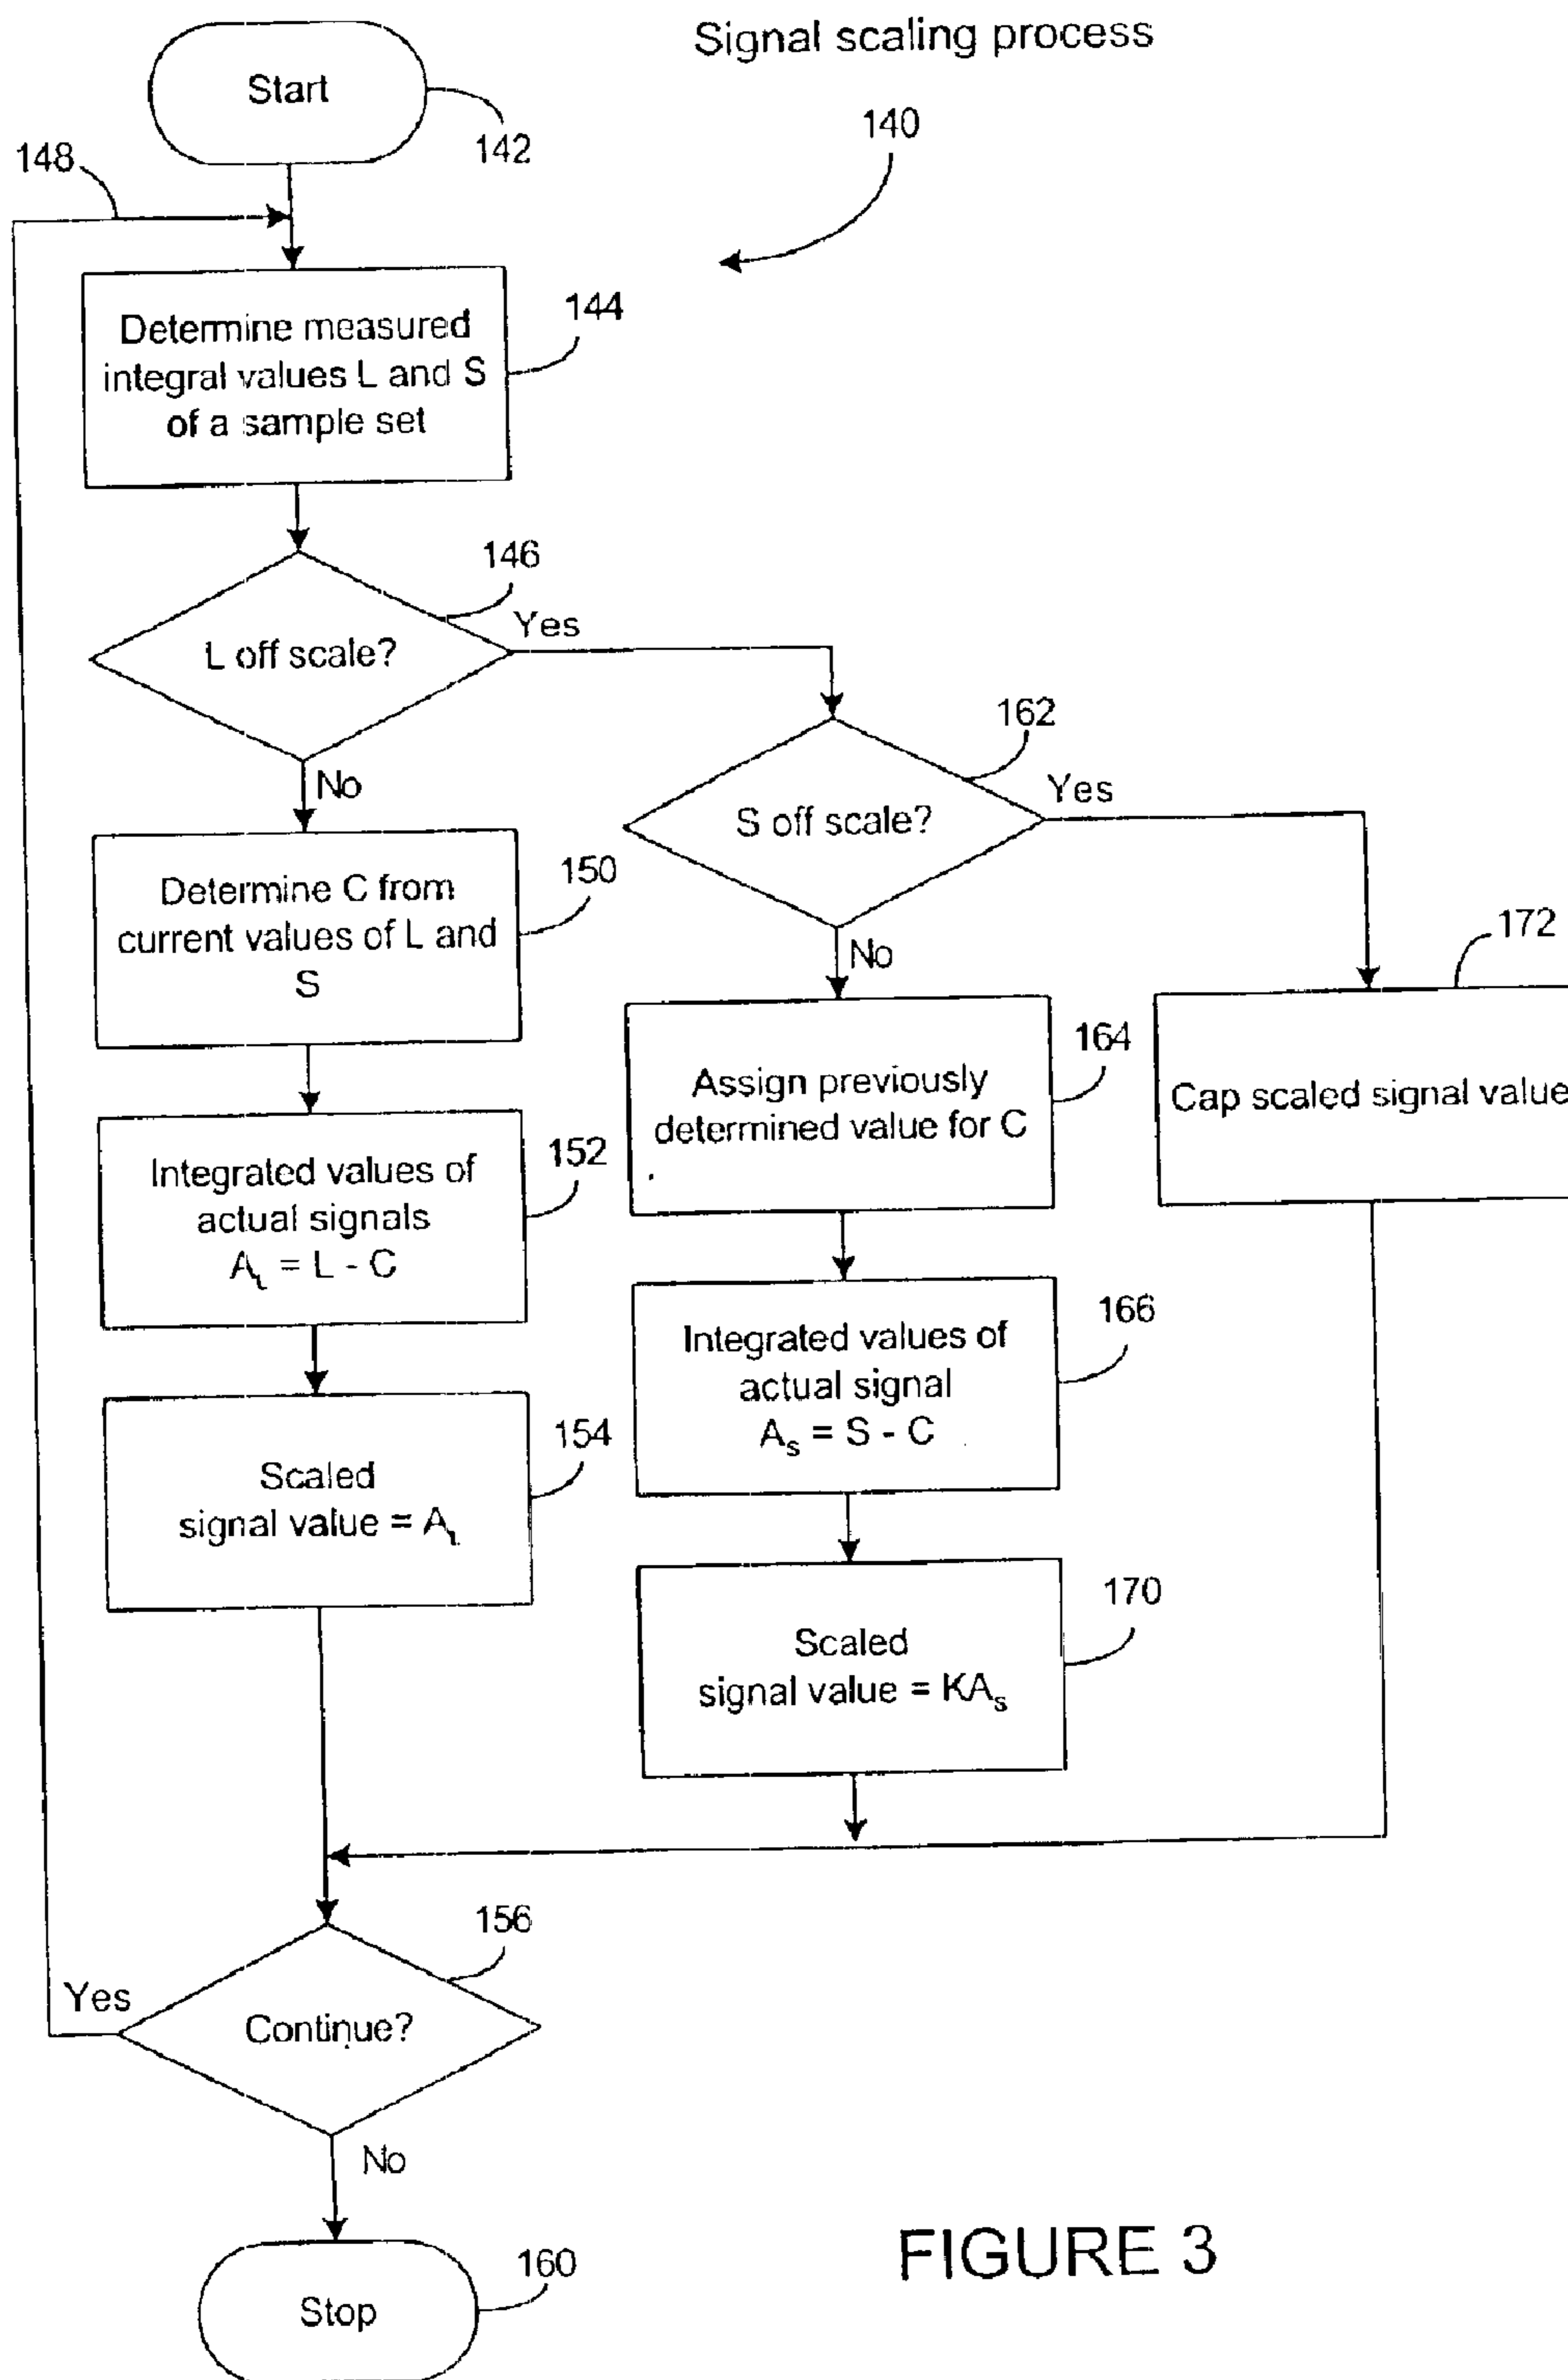 Signal scaling process
Start
142
140
148
Determine measured
integral values L and S
of a sample set
144
146
L off scale?
Yes
No
162
S off scale?
Yes
No
Determine C from
current values of L and
S
150
172
Cap scaled signal value
Assign previously
determined value for C
164
Integrated values of
actual signals
A_L = L - C
152
Integrated values of
actual signal
A_s = S - C
166
Scaled
signal value = A_L
154
Scaled
signal value = KA_s
170
156
Continue?
Yes
No
160
Stop
FIGURE 3